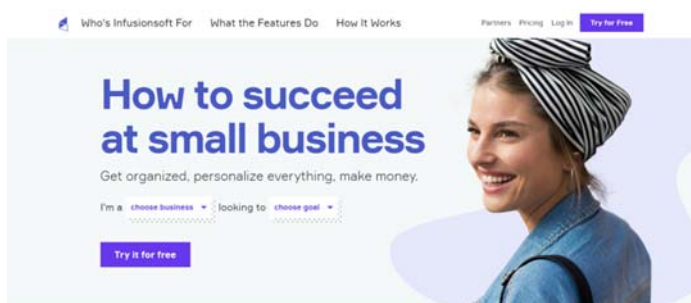 Who's Infusionsoft For What the Features Do How It Works Partners Pricing Log In Try for Free
How to succeed
at small business
Get organized, personalize everything, make money.
I'm a choose business looking to choose goal
Try it for free